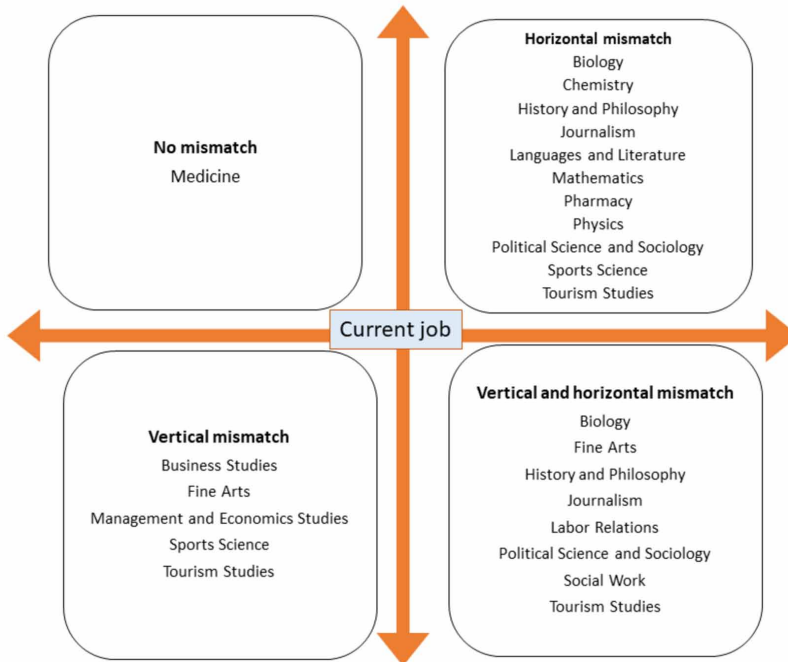 No mismatch
Medicine
Horizontal mismatch
Biology
Chemistry
History and Philosophy
Journalism
Languages and Literature
Mathematics
Pharmacy
Physics
Political Science and Sociology
Sports Science
Tourism Studies
Current job
Vertical mismatch
Business Studies
Fine Arts
Management and Economics Studies
Sports Science
Tourism Studies
Vertical and horizontal mismatch
Biology
Fine Arts
History and Philosophy
Journalism
Labor Relations
Political Science and Sociology
Social Work
Tourism Studies